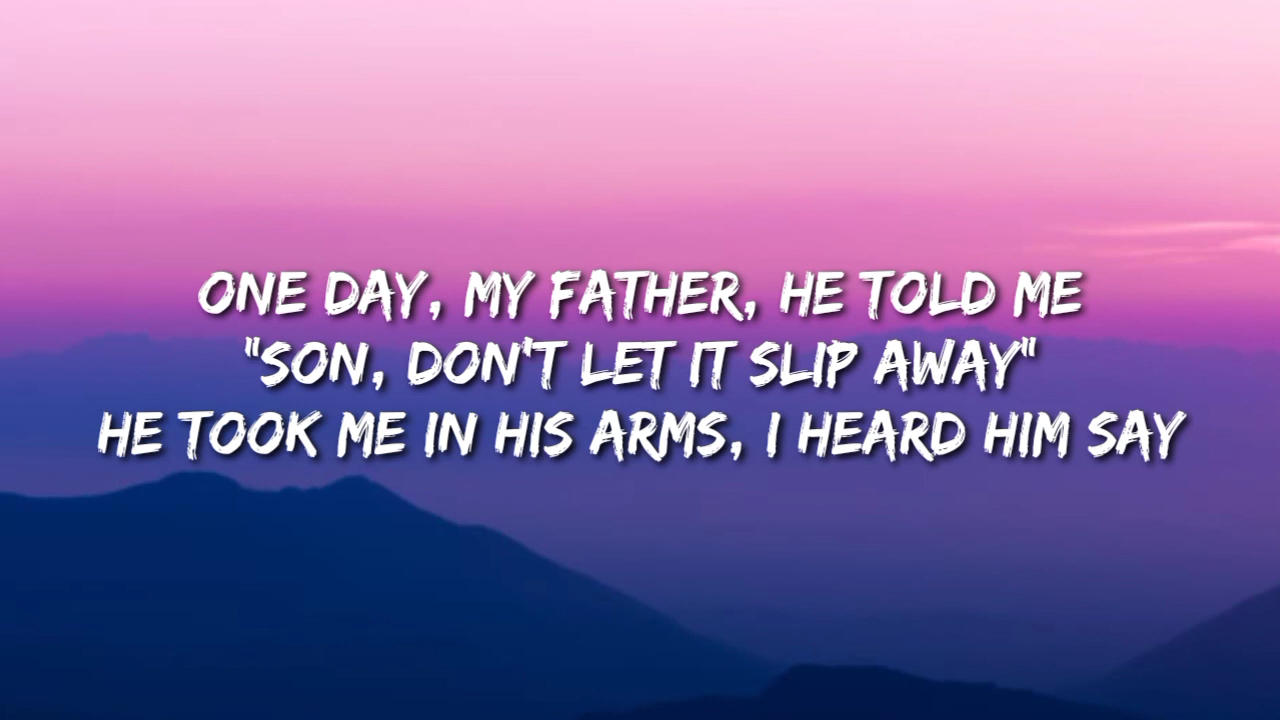 ONE DAY, MY FATHER, HE TOLD ME
"SON, DON'T LET IT SLIP AWAY"
HE TOOK ME IN HIS ARMS, I HEARD HIM SAY